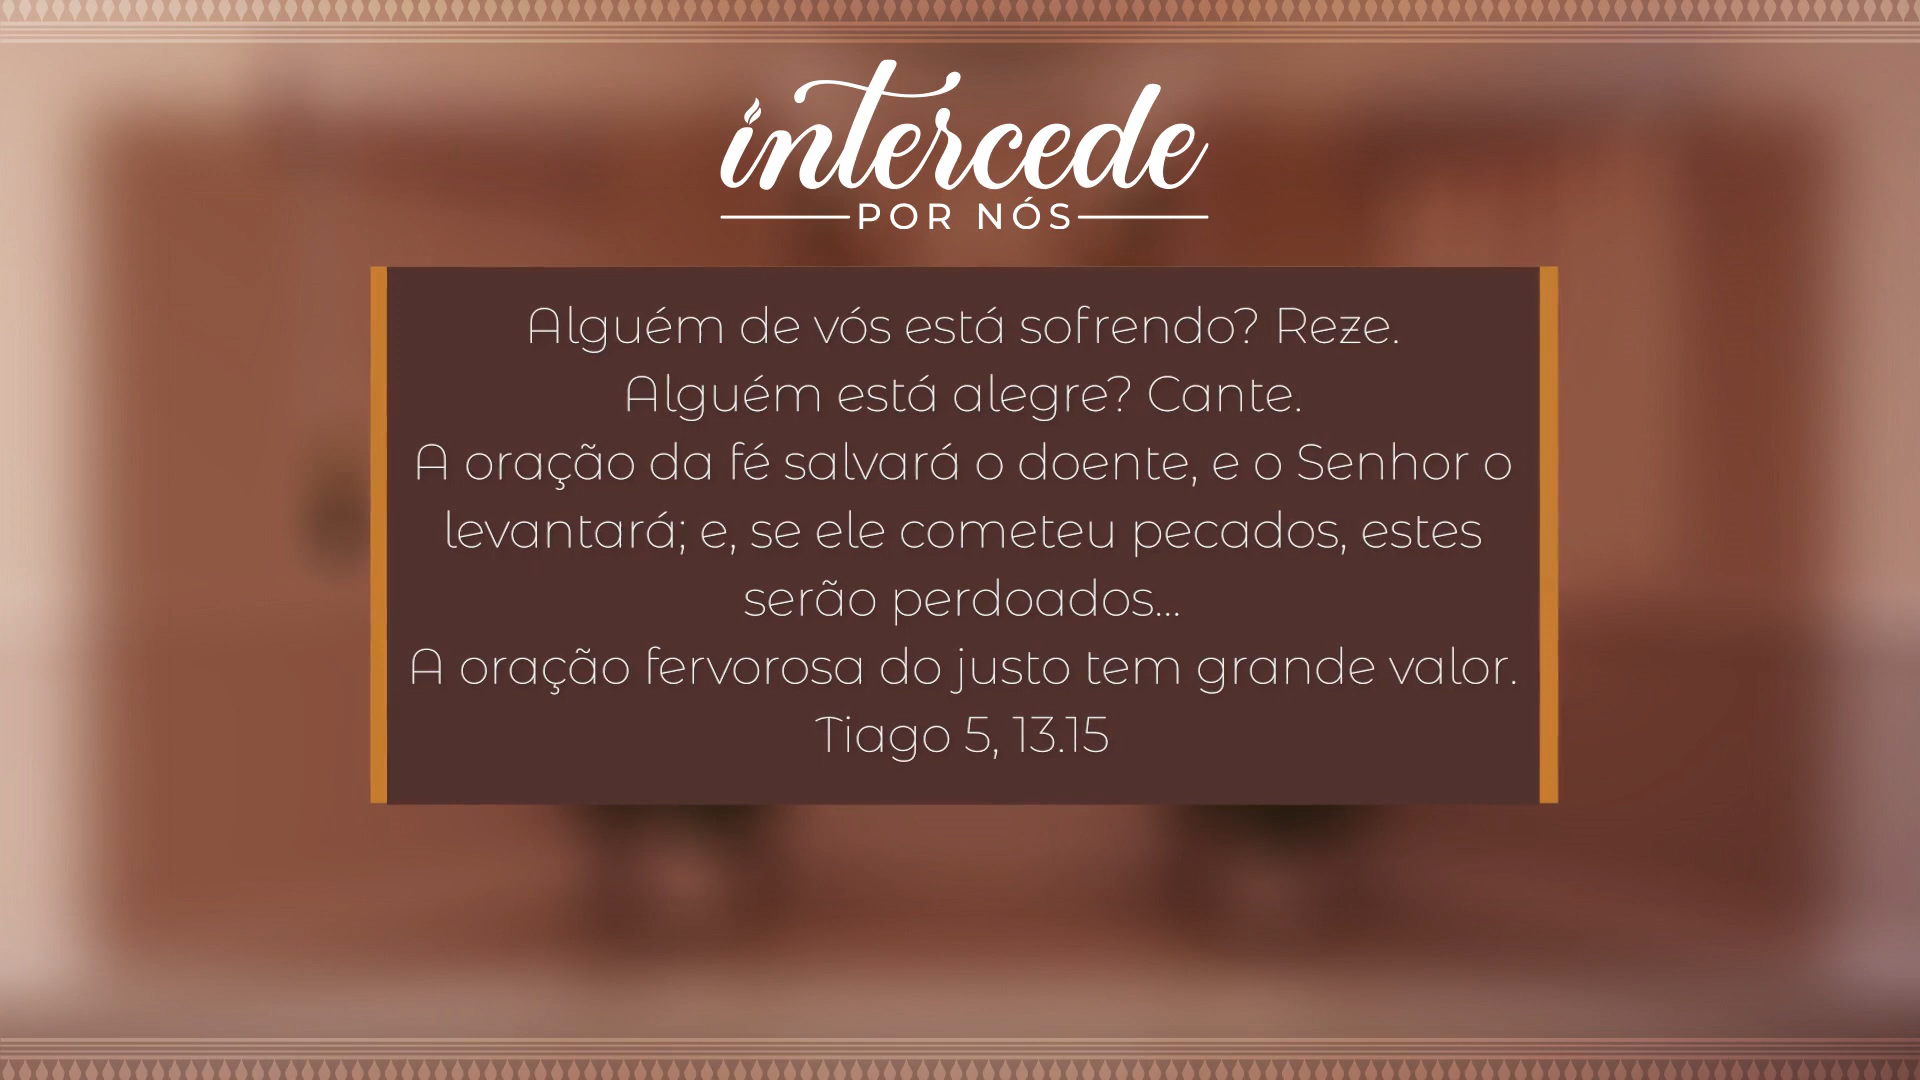 intercede
POR NÓS
Alguém de vós está sofrendo? Reze.
Alguém está alegre? Cante.
A oração da fé salvará o doente, e o Senhor o
levantará; e, se ele cometeu pecados, estes
serão perdoados...
A oração fervorosa do justo tem grande valor.
Tiago 5, 13.15